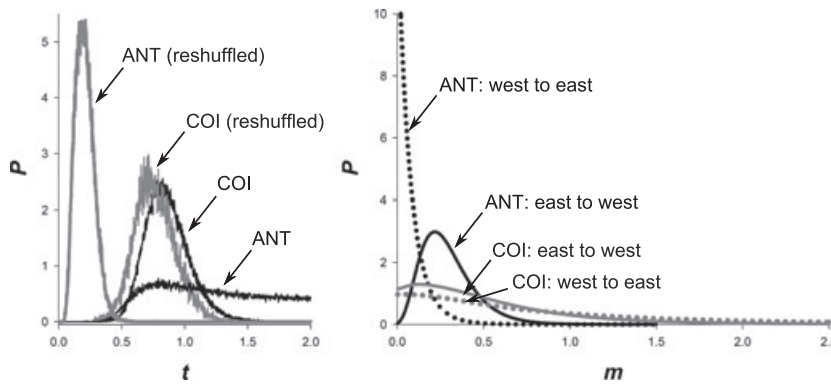 5
4
3
2
1
0
P
0.0 0.5 1.0 1.5 2.0
t
ANT (reshuffled)
COI (reshuffled)
COI
ANT
10
8
6
4
2
0
P
0.0 0.5 1.0 1.5 2.0 2.5
m
ANT: west to east
ANT: east to west
COI: east to west
COI: west to east